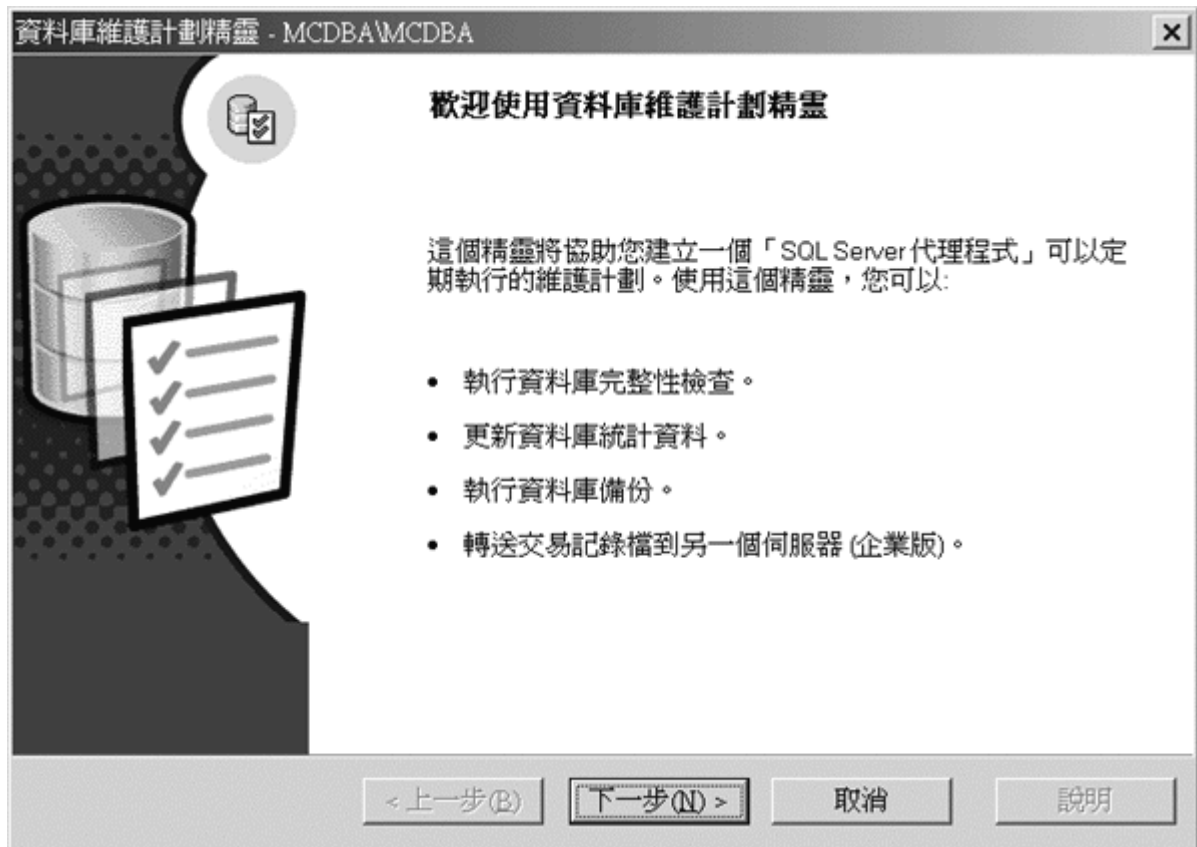 資料庫維護計劃精靈 - MCDBA\MCDBA
歡迎使用資料庫維護計劃精靈
這個精靈將協助您建立一個「SQL Server 代理程式」可以定
期執行的維護計劃。使用這個精靈，您可以:
• 執行資料庫完整性檢查。
• 更新資料庫統計資料。
• 執行資料庫備份。
• 轉送交易記錄檔到另一個伺服器 (企業版)。
< 上一步(B) 下一步(N) > 取消 說明